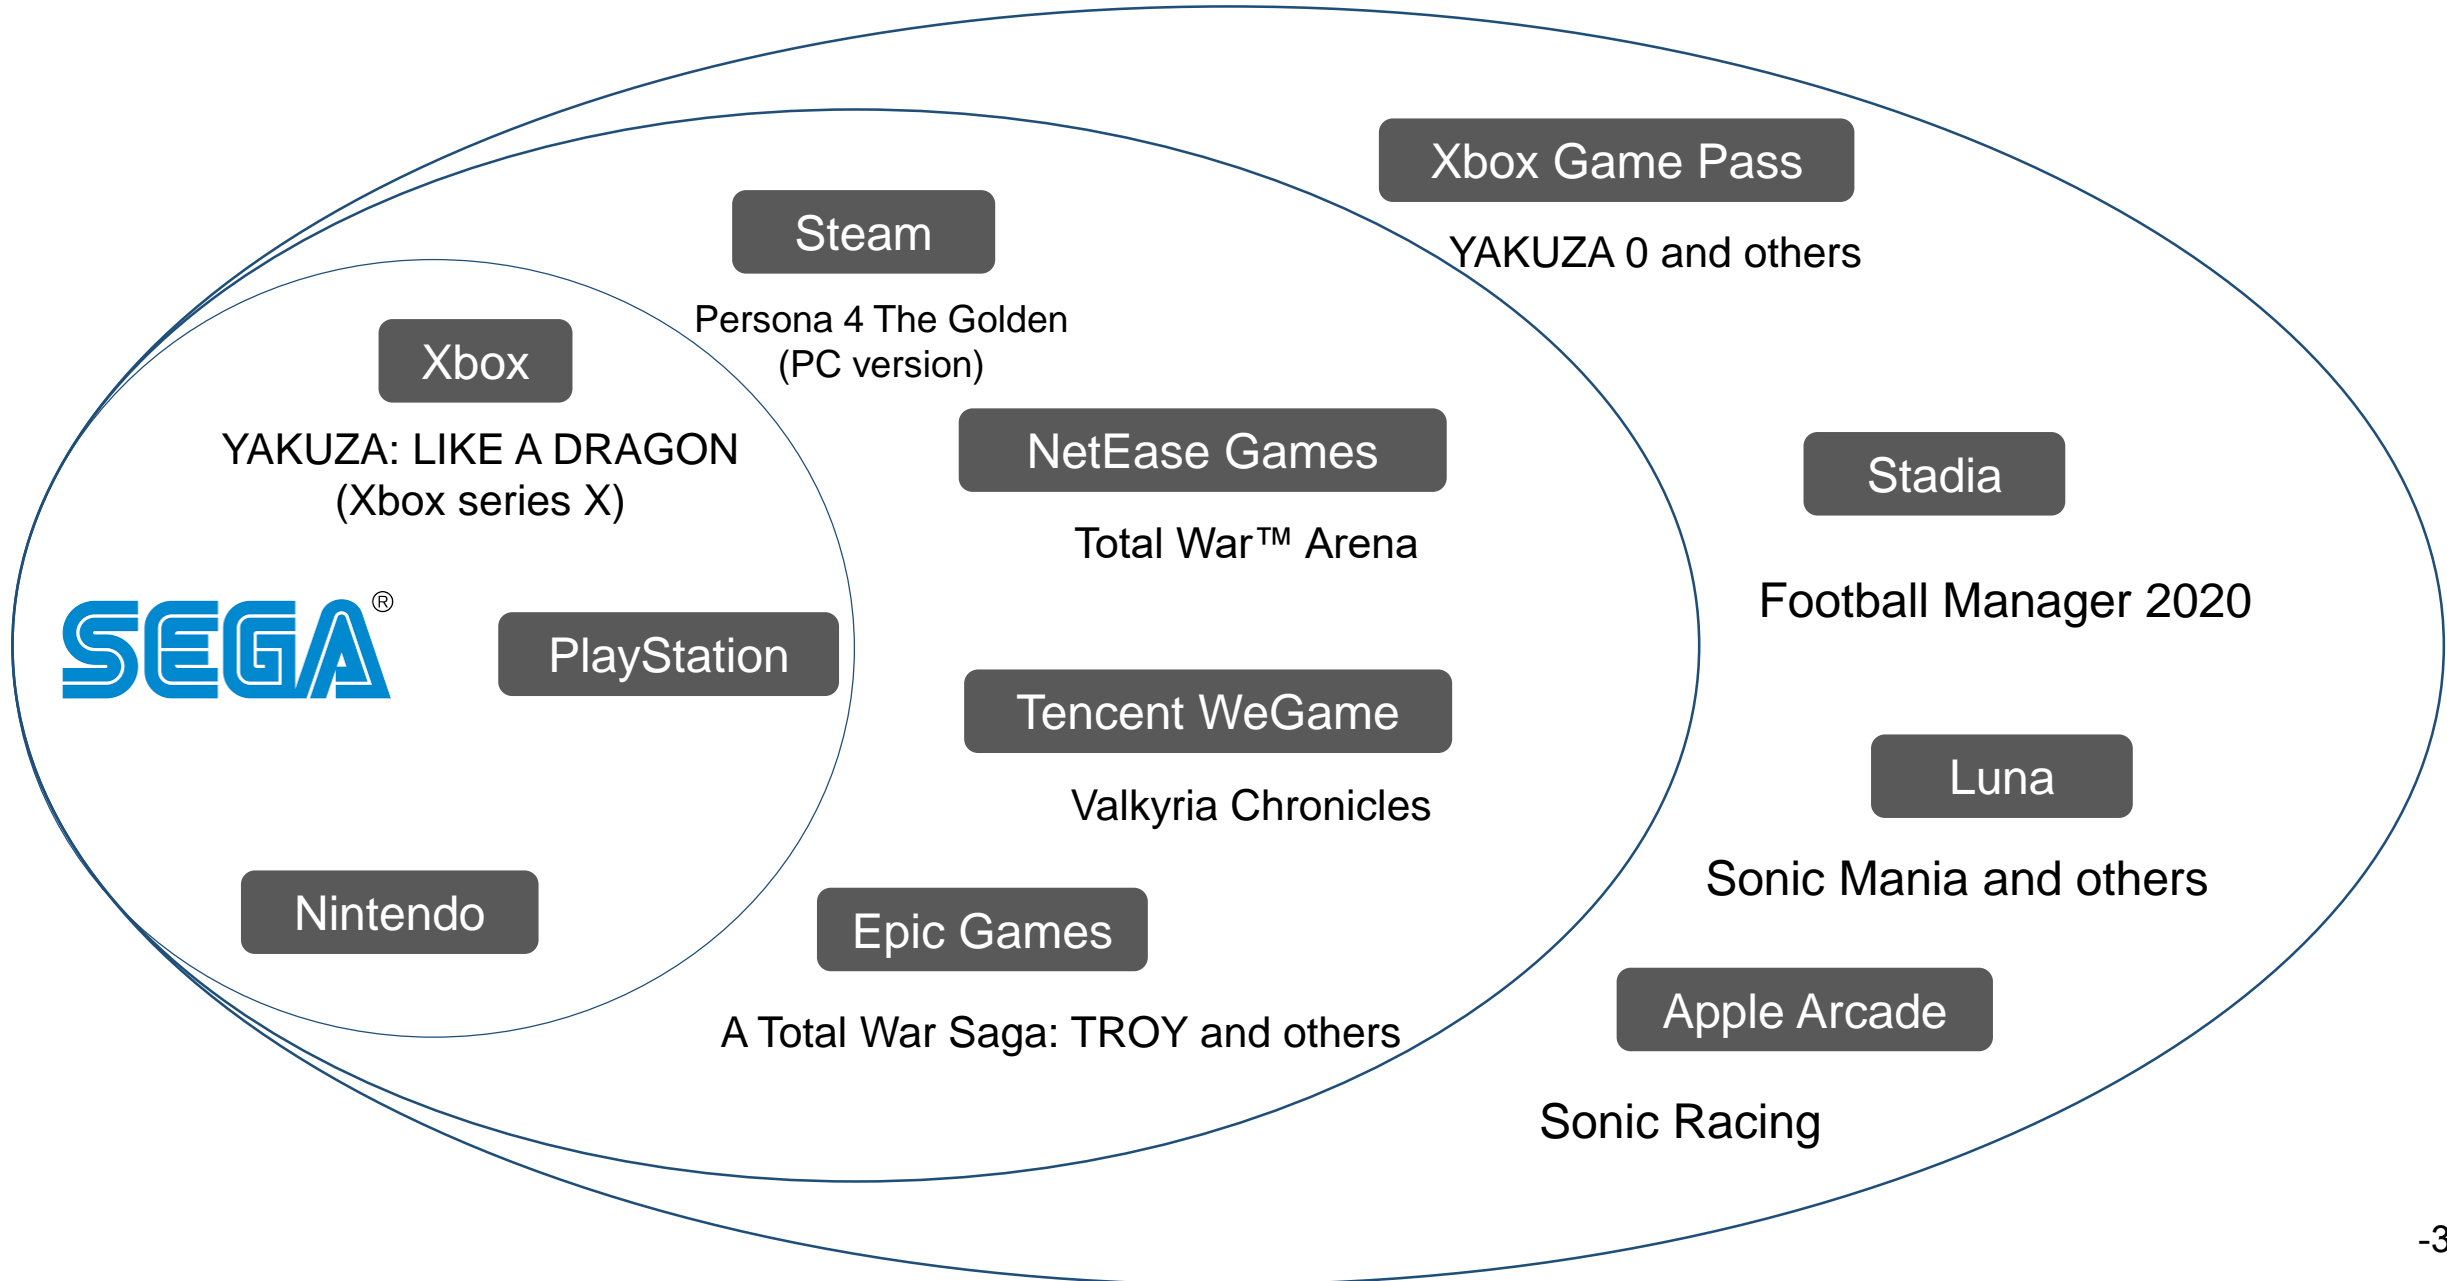 Xbox Game Pass
YAKUZA 0 and others
Steam
Persona 4 The Golden
(PC version)
Xbox
YAKUZA: LIKE A DRAGON
(Xbox series X)
NetEase Games
Total War™ Arena
Stadia
Football Manager 2020
SEGA®
PlayStation
Tencent WeGame
Valkyria Chronicles
Luna
Sonic Mania and others
Nintendo
Epic Games
A Total War Saga: TROY and others
Apple Arcade
Sonic Racing
-3